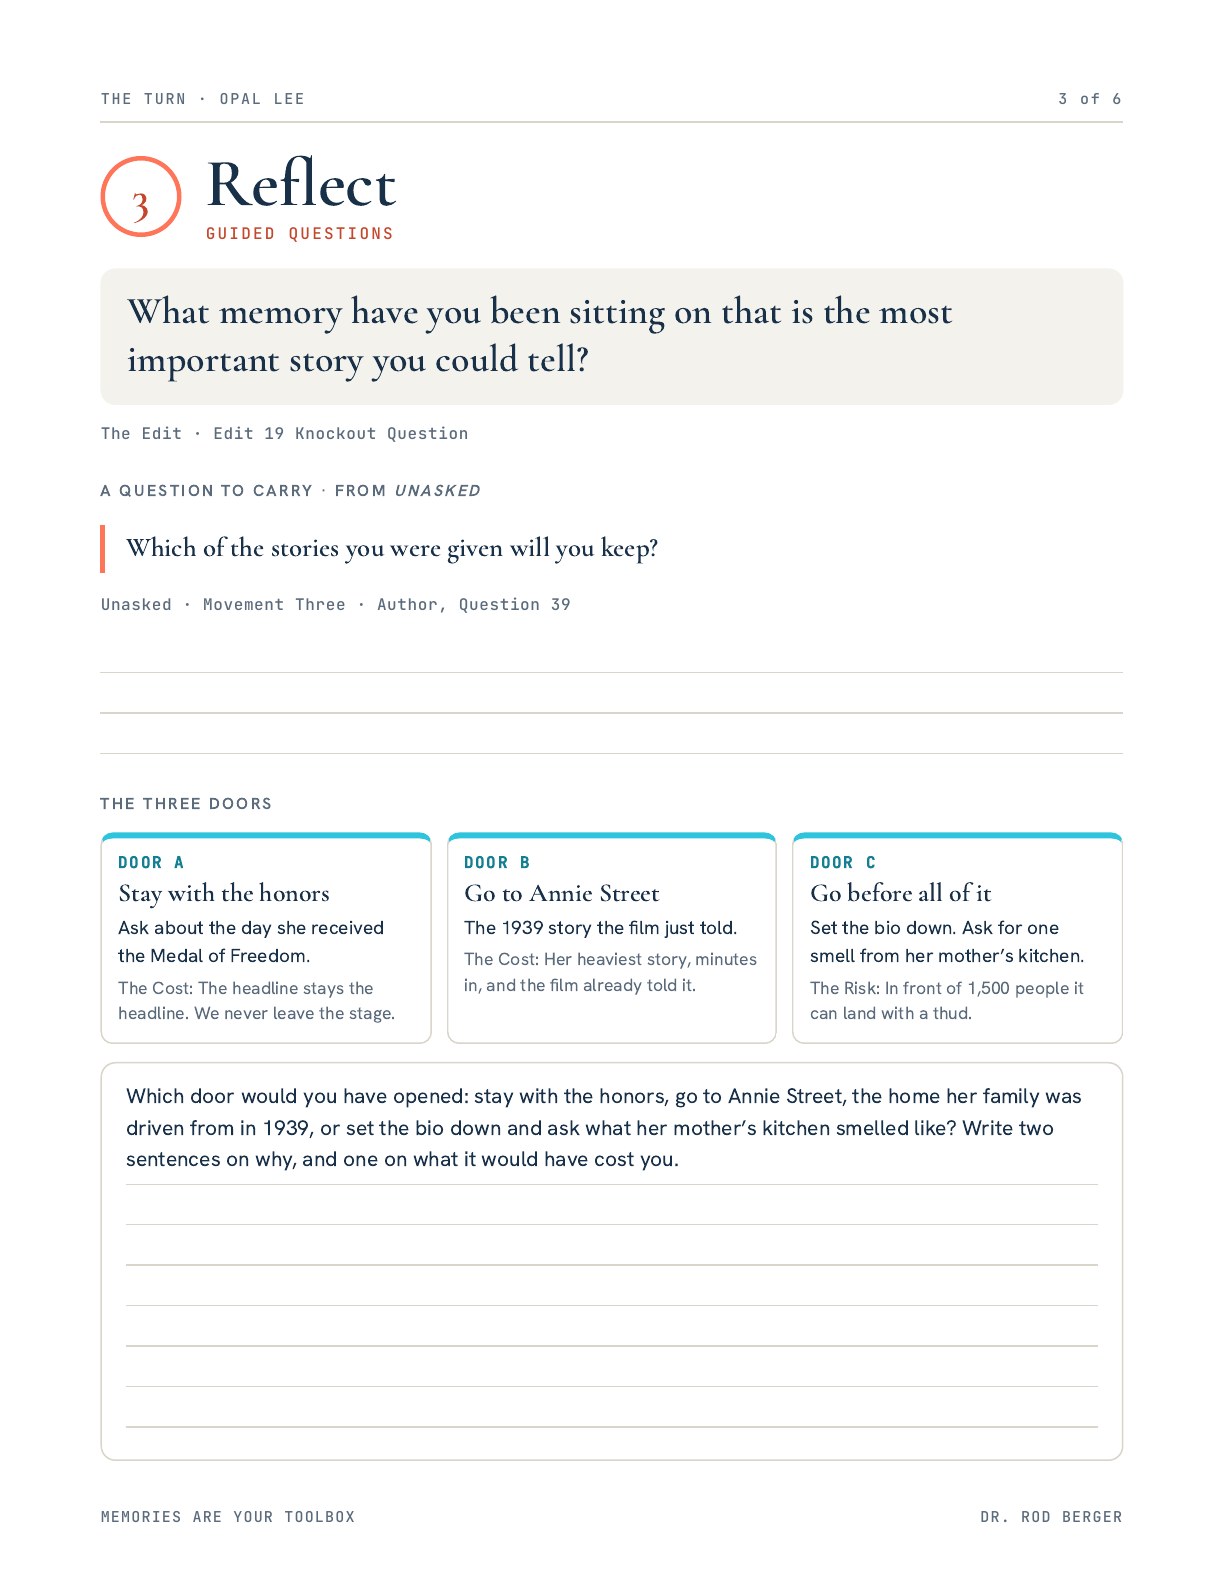 THE TURN · OPAL LEE
3 of 6
3
Reflect
GUIDED QUESTIONS
What memory have you been sitting on that is the most
important story you could tell?
The Edit · Edit 19 Knockout Question
A QUESTION TO CARRY · FROM UNASKED
Which of the stories you were given will you keep?
Unasked · Movement Three · Author, Question 39
THE THREE DOORS
DOOR A
Stay with the honors
Ask about the day she received
the Medal of Freedom.
The Cost: The headline stays the
headline. We never leave the stage.
DOOR B
Go to Annie Street
The 1939 story the film just told.
The Cost: Her heaviest story, minutes
in, and the film already told it.
DOOR C
Go before all of it
Set the bio down. Ask for one
smell from her mother’s kitchen.
The Risk: In front of 1,500 people it
can land with a thud.
Which door would you have opened: stay with the honors, go to Annie Street, the home her family was
driven from in 1939, or set the bio down and ask what her mother’s kitchen smelled like? Write two
sentences on why, and one on what it would have cost you.
MEMORIES ARE YOUR TOOLBOX
DR. ROD BERGER